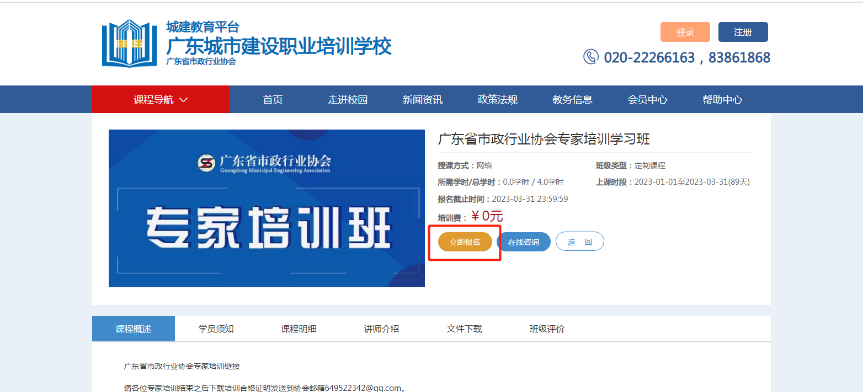 城建教育平台
广东城市建设职业培训学校
广东省市政行业协会
登录 注册
020-22266163，83861868
课程导航 首页 走进校园 新闻资讯 政策法规 教务信息 会员中心 帮助中心
广东省市政行业协会
Guangdong Municipal Engineering Association
专家培训班
广东省市政行业协会专家培训学习班
授课方式：网络 班级类型：定制课程
所需学时/总学时：0.0学时 / 4.0学时 上课时段：2023-01-01至2023-03-31(89天)
报名截止时间：2023-03-31 23:59:59
培训费：￥0元
立即报名 在线咨询 返 回
课程概述 学员须知 课程明细 讲师介绍 文件下载 班级评价
广东省市政行业协会专家培训链接
请各位专家培训结束之后下载培训合格证明发送到协会邮箱649522342@qq.com。